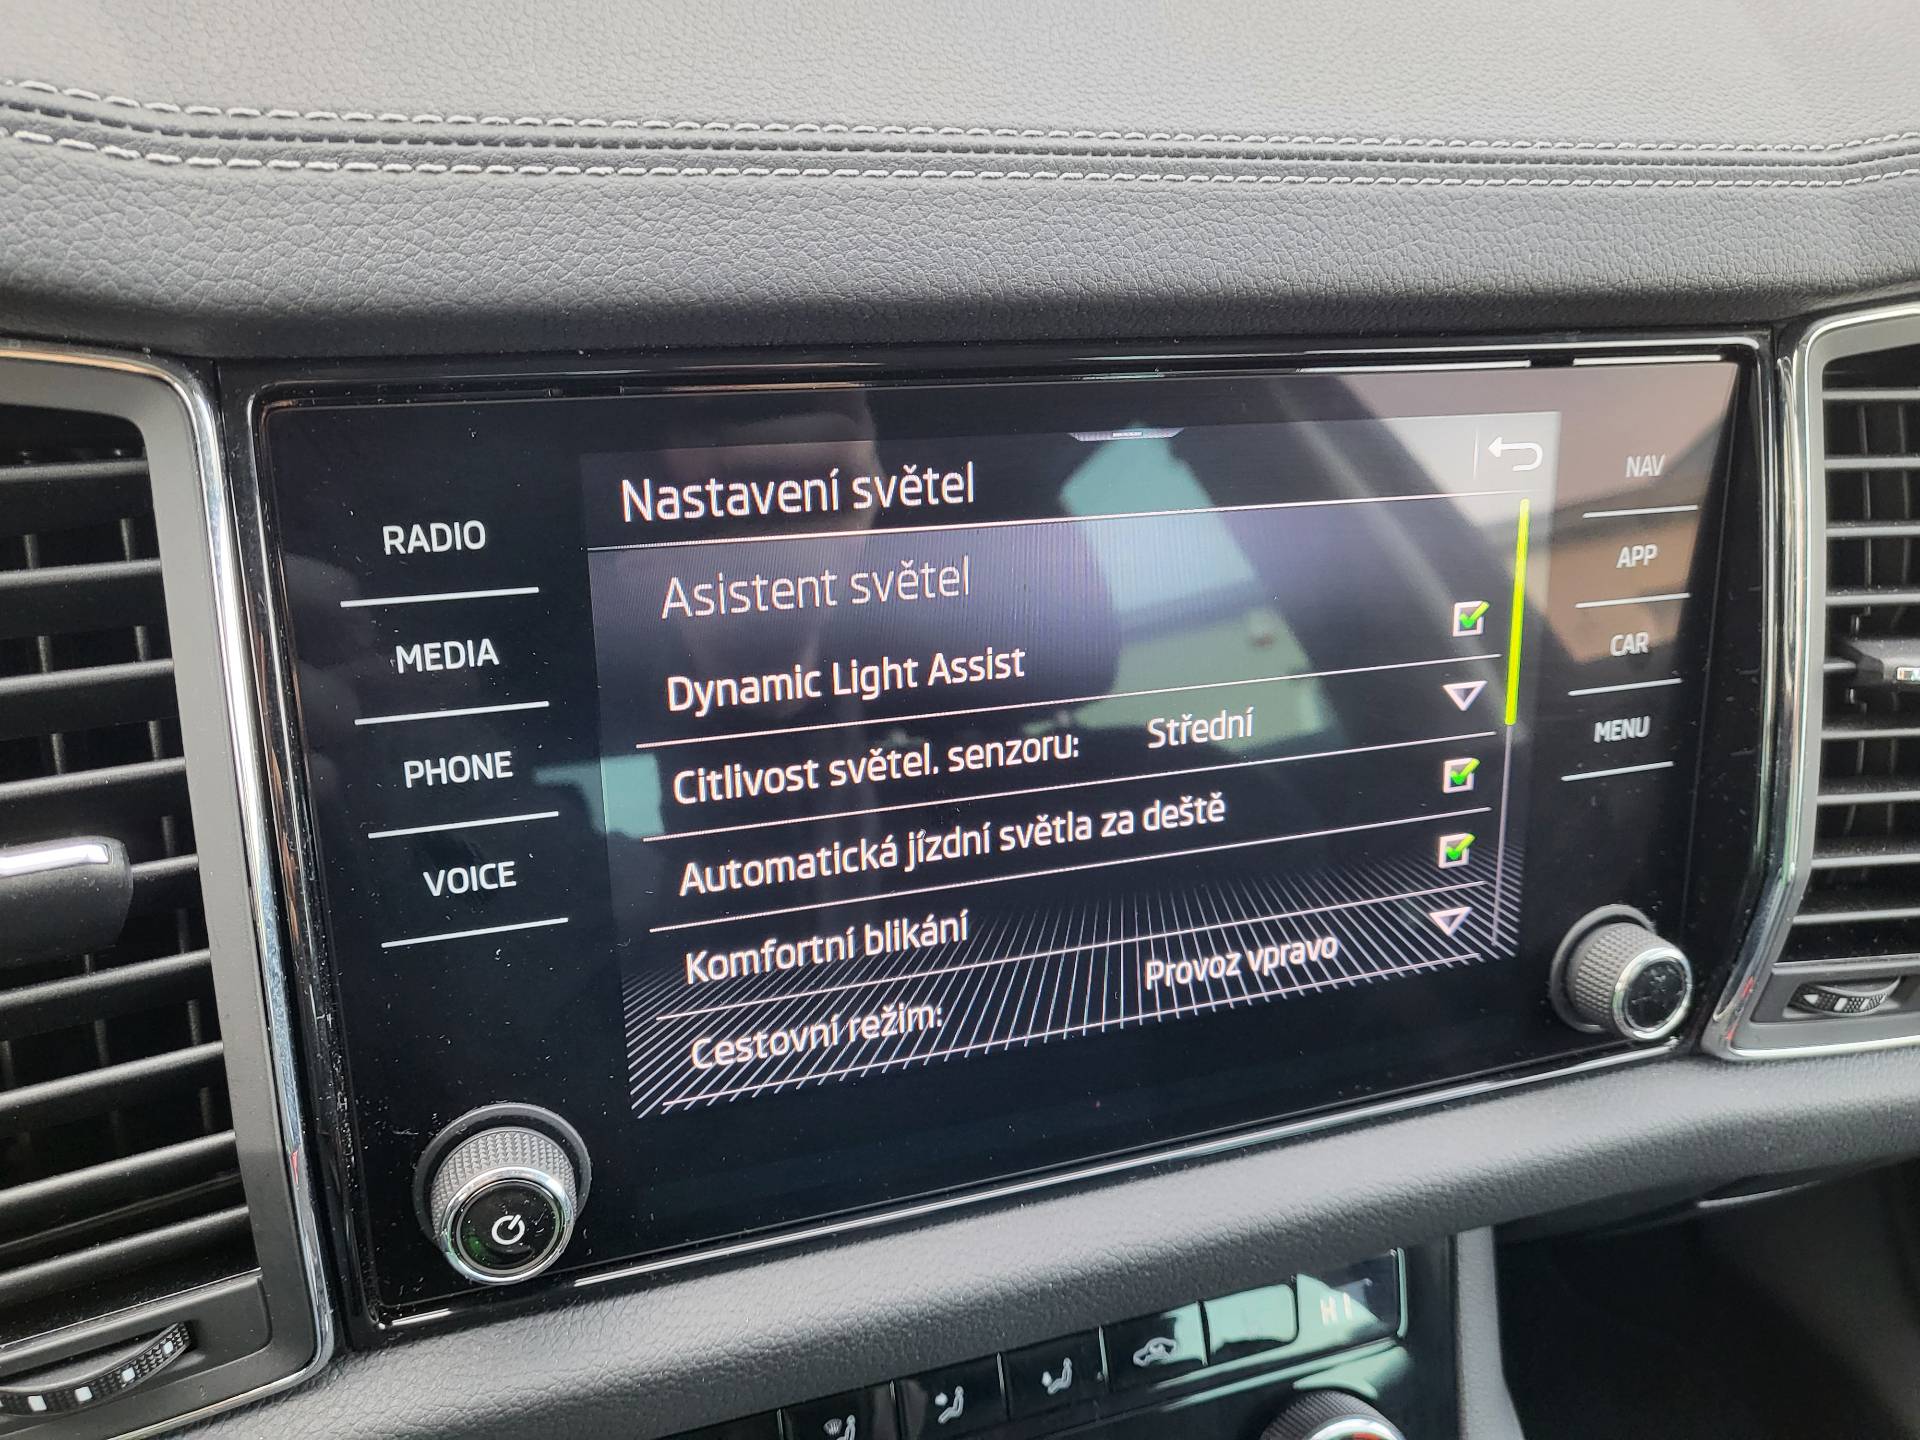 RADIO
MEDIA
PHONE
VOICE
Nastavení světel
Asistent světel
Dynamic Light Assist
Citlivost světel. senzoru: Střední
Automatická jízdní světla za deště
Komfortní blikání
Cestovní režim: Provoz vpravo
NAV
APP
CAR
MENU
HI